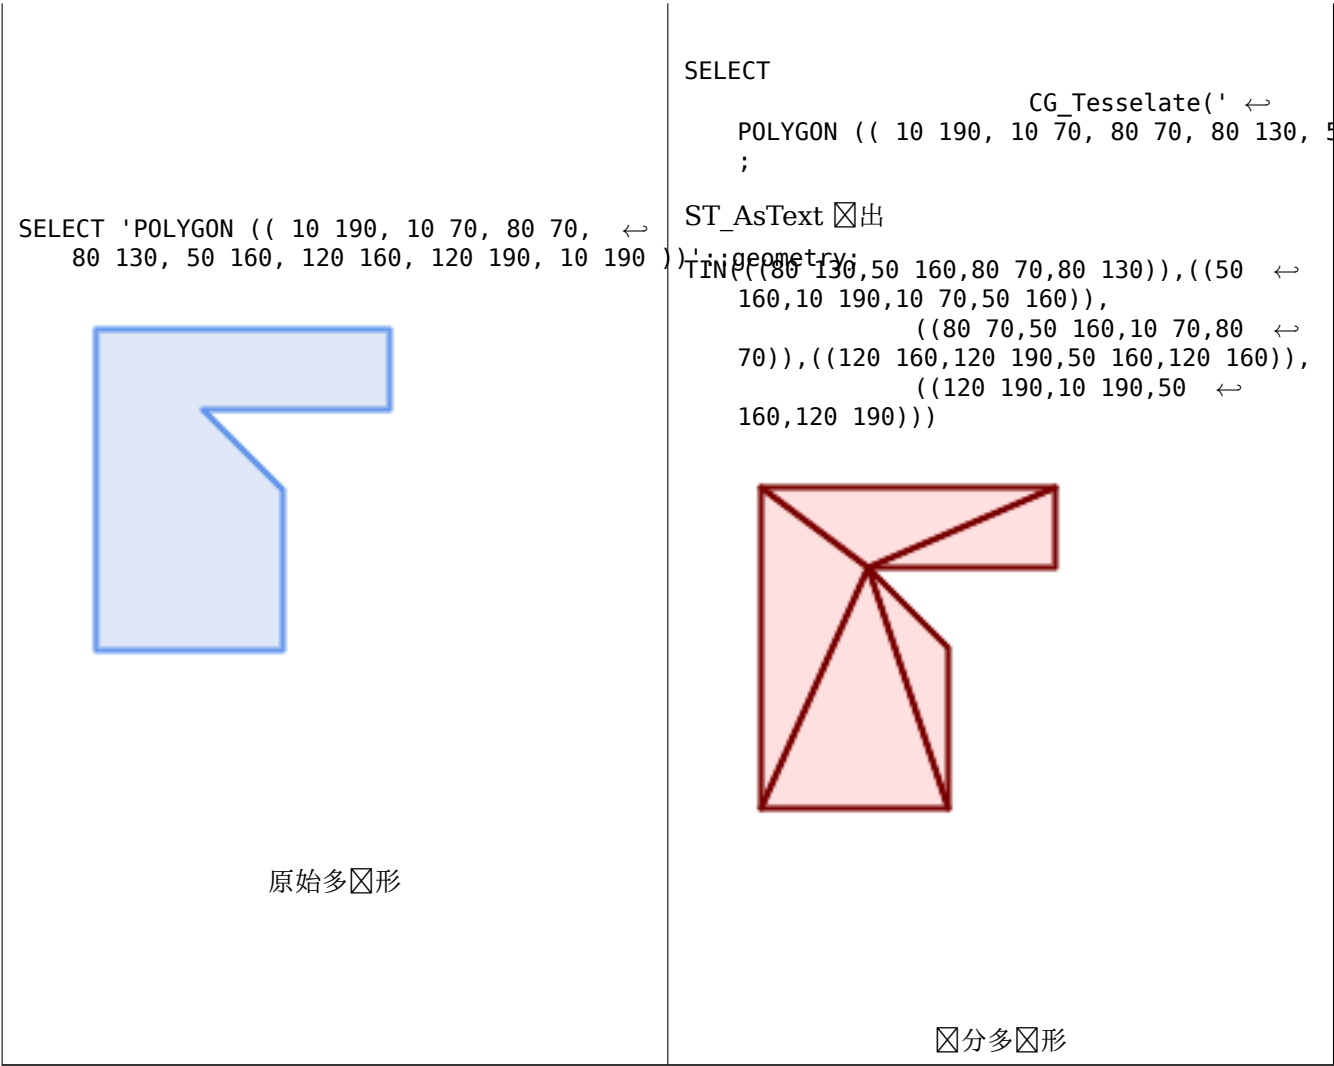 SELECT 'POLYGON (( 10 190, 10 70, 80 70, ↩
80 130, 50 160, 120 160, 120 190, 10 190 ))'::geometry;
原始多形
SELECT
CG_Tesselate(' ↩
POLYGON (( 10 190, 10 70, 80 70, 80 130,
;
ST_AsText 出
TIN(((80 130,50 160,80 70,80 130)),((50 ↩
160,10 190,10 70,50 160)),
((80 70,50 160,10 70,80 ↩
70)),((120 160,120 190,50 160,120 160)),
((120 190,10 190,50 ↩
160,120 190)))
分多形